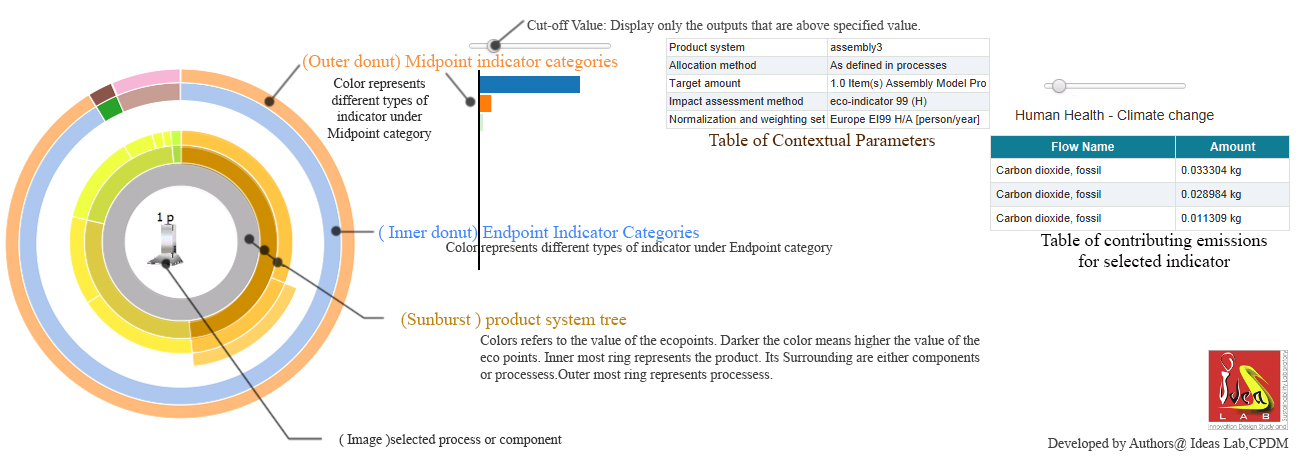 Cut-off Value: Display only the outputs that are above specified value.
(Outer donut) Midpoint indicator categories
Color represents
different types of
indicator under
Midpoint category
Product system assembly3
Allocation method As defined in processes
Target amount 1.0 Item(s) Assembly Model Pro
Impact assessment method eco-indicator 99 (H)
Normalization and weighting set Europe EI99 H/A [person/year]
Table of Contextual Parameters
Human Health - Climate change
Flow Name Amount
Carbon dioxide, fossil 0.033304 kg
Carbon dioxide, fossil 0.028984 kg
Carbon dioxide, fossil 0.011309 kg
Table of contributing emissions
for selected indicator
1 p
( Inner donut) Endpoint Indicator Categories
Color represents different types of indicator under Endpoint category
(Sunburst ) product system tree
Colors refers to the value of the ecopoints. Darker the color means higher the value of the
eco points. Inner most ring represents the product. Its Surrounding are either components
or processess.Outer most ring represents processess.
( Image )selected process or component
Idea
LAB
Innovation Design Study and
Developed by Authors@ Ideas Lab,CPDM